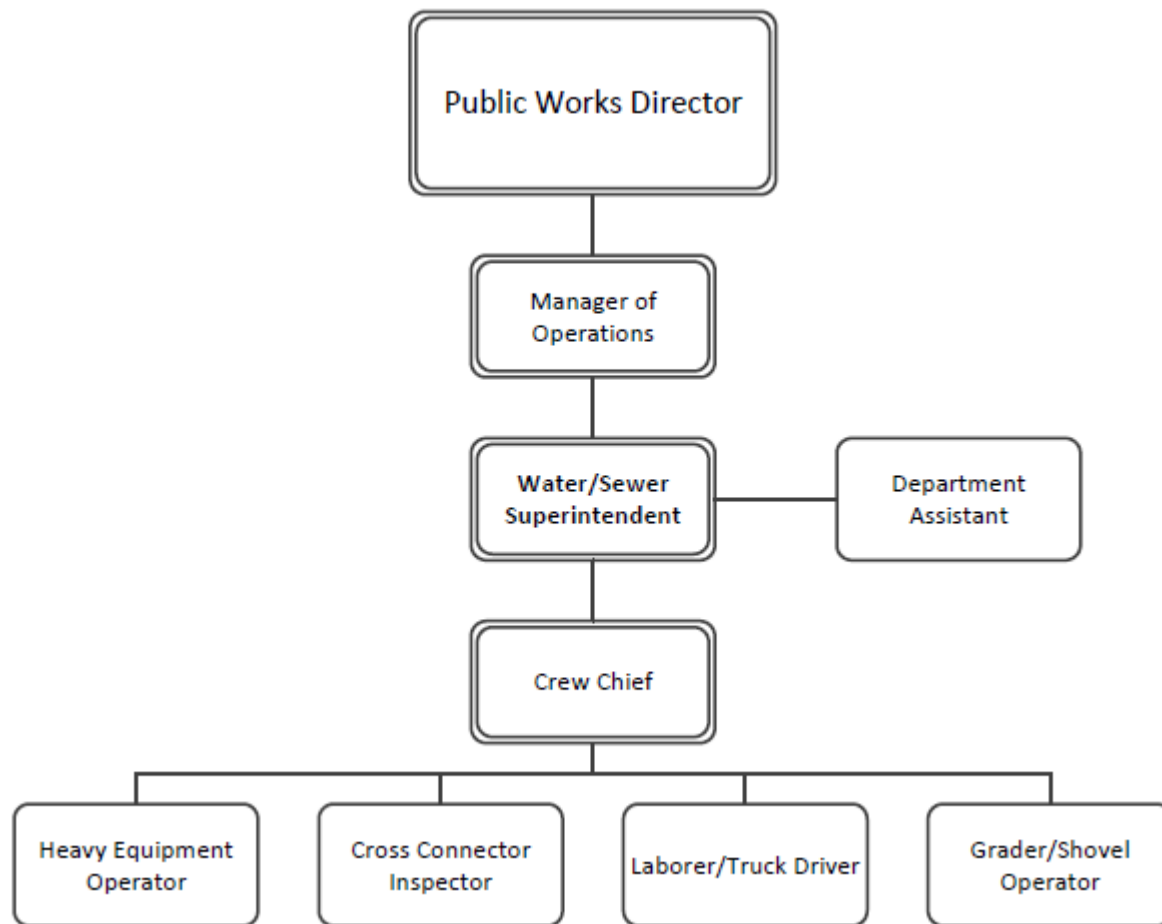 Public Works Director
Manager of
Operations
Water/Sewer
Superintendent
Department
Assistant
Crew Chief
Heavy Equipment
Operator
Cross Connector
Inspector
Laborer/Truck Driver
Grader/Shovel
Operator